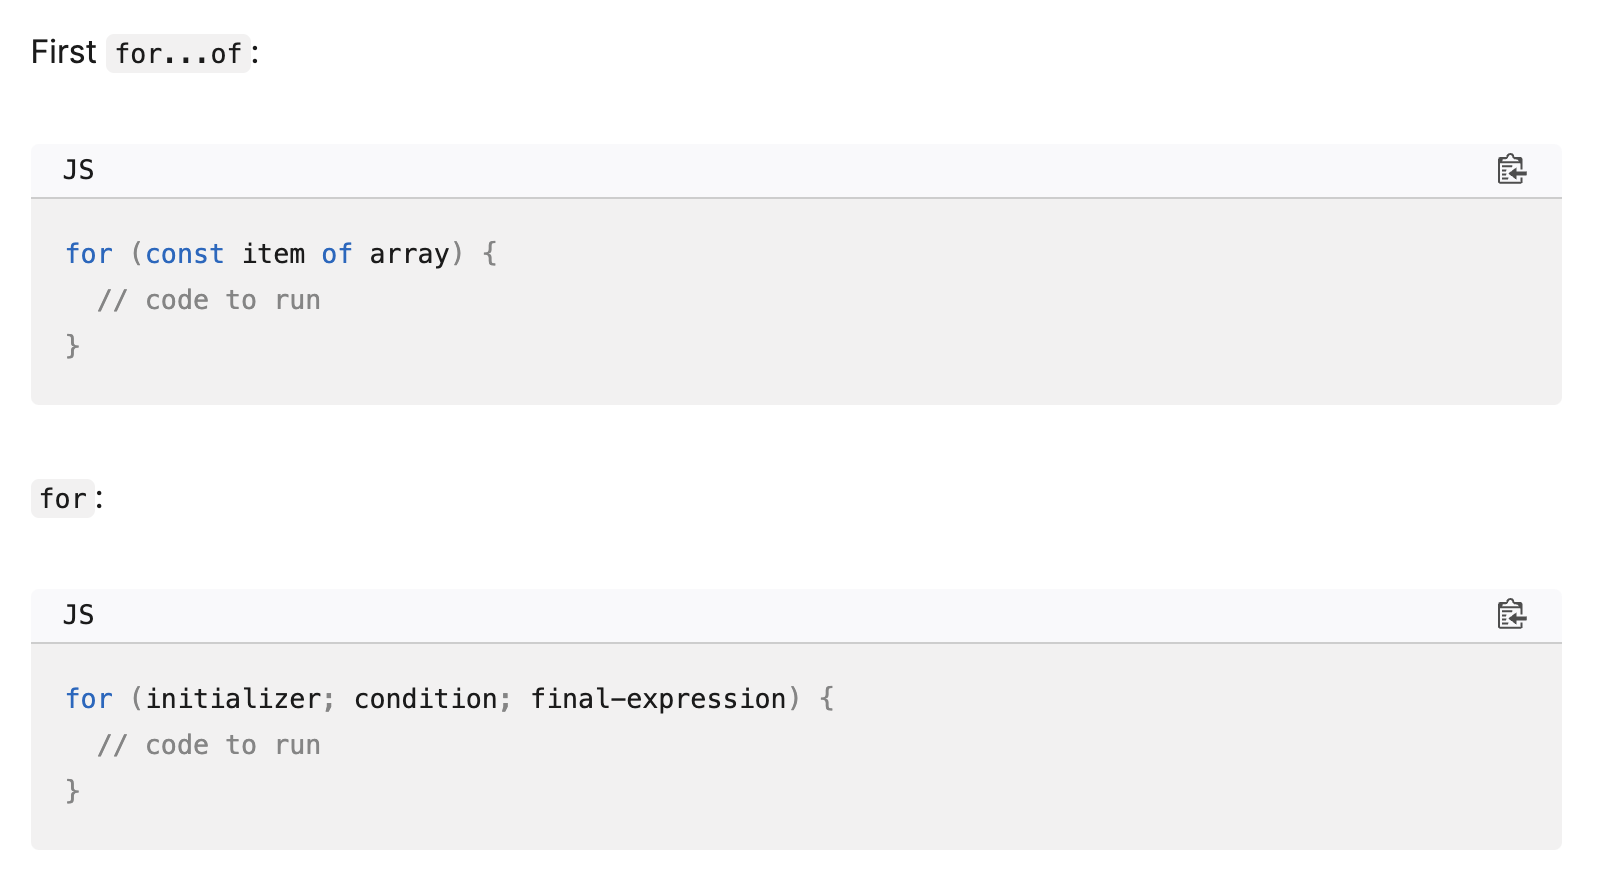 First for...of:
JS
for (const item of array) {
  // code to run
}
for:
JS
for (initializer; condition; final-expression) {
  // code to run
}